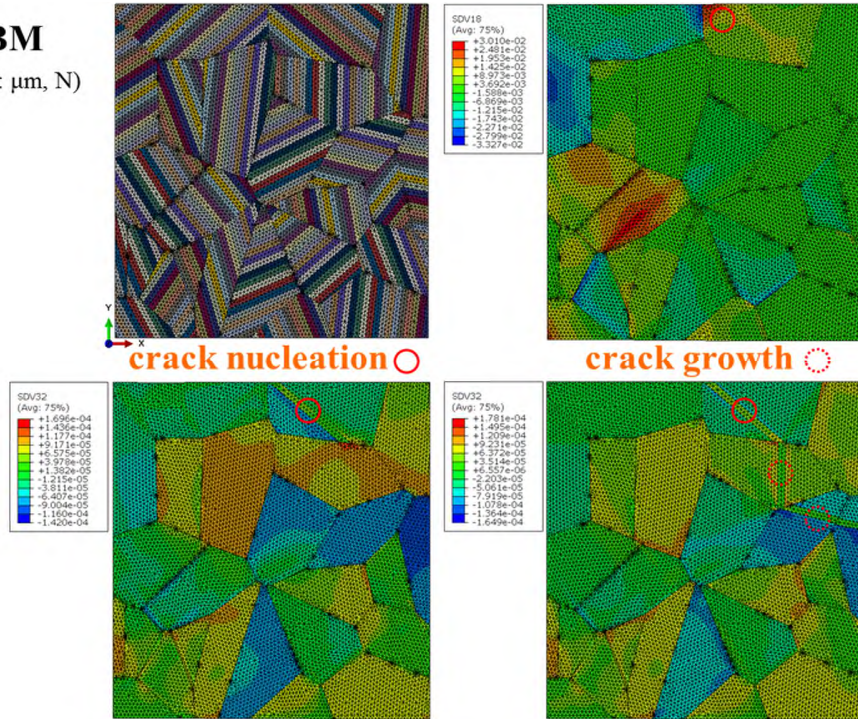 3M
: µm, N)
SDV18
(Avg: 75%)
+3.010e-02
+2.481e-02
+1.953e-02
+1.425e-02
+8.973e-03
+3.692e-03
-1.588e-03
-6.869e-03
-1.215e-02
-1.743e-02
-2.271e-02
-2.799e-02
-3.327e-02
Y
X
crack nucleation
crack growth
SDV32
(Avg: 75%)
+1.696e-04
+1.436e-04
+1.177e-04
+9.171e-05
+6.575e-05
+3.978e-05
+1.382e-05
-1.215e-05
-3.811e-05
-6.407e-05
-9.004e-05
-1.160e-04
-1.420e-04
SDV32
(Avg: 75%)
+1.781e-04
+1.495e-04
+1.209e-04
+9.231e-05
+6.372e-05
+3.514e-05
+6.557e-06
-2.203e-05
-5.061e-05
-7.919e-05
-1.078e-04
-1.364e-04
-1.649e-04